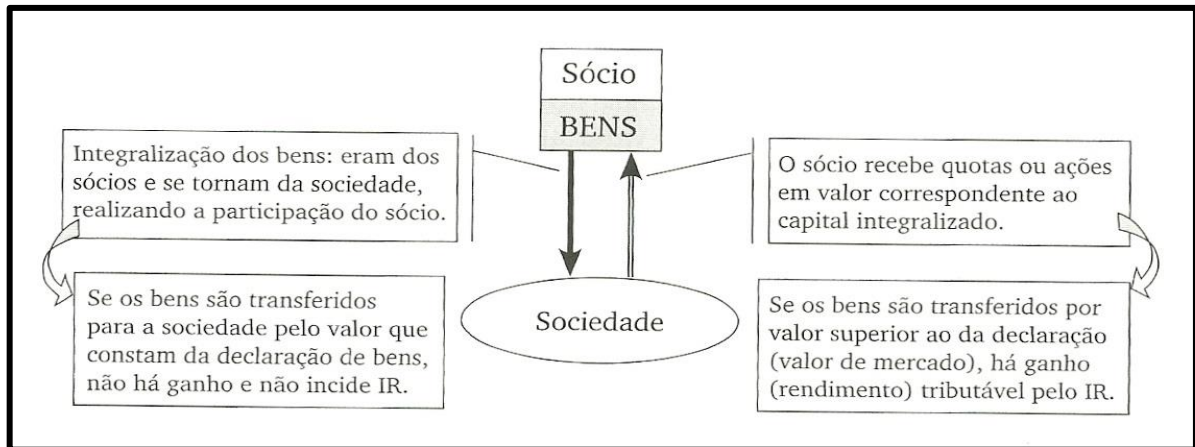 Sócio
BENS
Integralização dos bens: eram dos
sócios e se tornam da sociedade,
realizando a participação do sócio.
O sócio recebe quotas ou ações
em valor correspondente ao
capital integralizado.
Se os bens são transferidos
para a sociedade pelo valor que
constam da declaração de bens,
não há ganho e não incide IR.
Sociedade
Se os bens são transferidos por
valor superior ao da declaração
(valor de mercado), há ganho
(rendimento) tributável pelo IR.